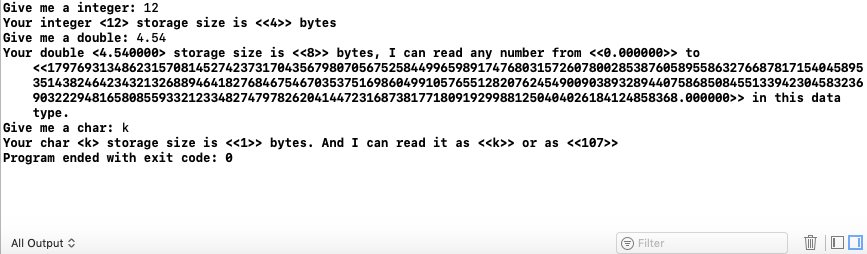 Give me a integer: 12
Your integer <12> storage size is <<4>> bytes
Give me a double: 4.54
Your double <4.540000> storage size is <<8>> bytes, I can read any number from <<0.000000>> to
<<17976931348623157081452742373170435679807056752584499659891747680315726078002853876058955863276687817154045895
35143824642343213268894641827684675467035375169860499105765512820762454900903893289440758685084551339423045832369
03222948165808559332123348274797826204144723168738177180919299881250404026184124858368.000000>> in this data
type.
Give me a char: k
Your char <k> storage size is <<1>> bytes. And I can read it as <<k>> or as <<107>>
Program ended with exit code: 0
All Output
Filter